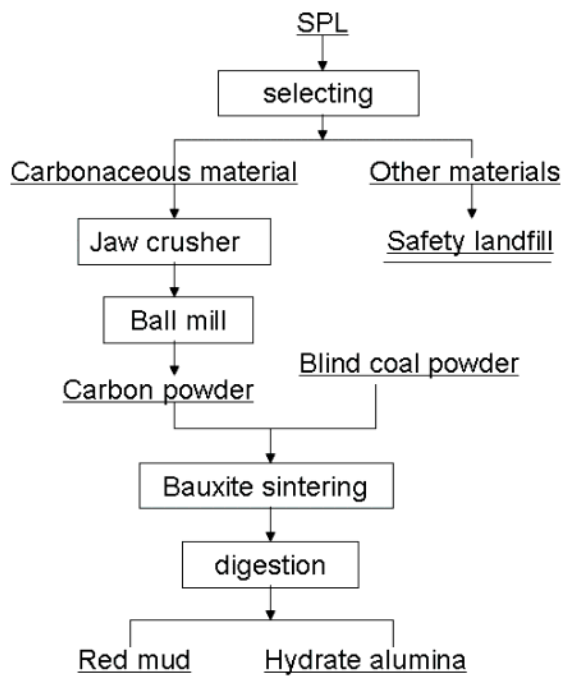 SPL
selecting
Carbonaceous material
Other materials
Jaw crusher
Safety landfill
Ball mill
Carbon powder
Blind coal powder
Bauxite sintering
digestion
Red mud
Hydrate alumina